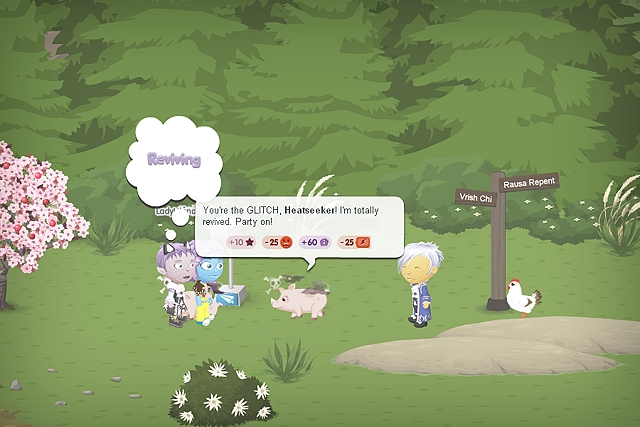 Reviving
You're the GLITCH, Heatseeker! I'm totally
revived. Party on!
+10 -25 +60 -25
Vrish Chi
Rausa Repent